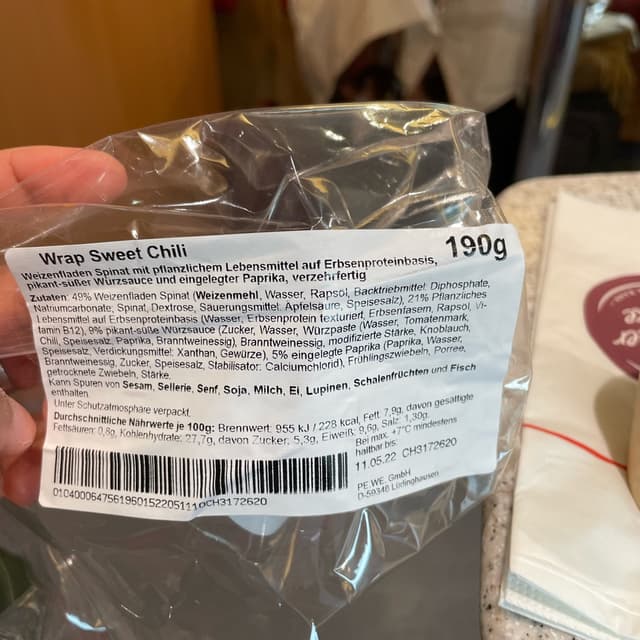 Wrap Sweet Chili
190g
Weizenfladen Spinat mit pflanzlichem Lebensmittel auf Erbsenproteinbasis,
pikant-süßer Würzsauce und eingelegter Paprika, verzehrfertig
Zutaten: 49% Weizenfladen Spinat (Weizenmehl, Wasser, Rapsöl, Backtriebmittel: Diphosphate,
Natriumcarbonate; Spinat, Dextrose, Säuerungsmittel: Apfelsäure, Speisesalz), 21% Pflanzliches
Lebensmittel auf Erbsenproteinbasis (Wasser, Erbsenprotein texturiert, Erbsenfasern, Rapsöl, Vi-
tamin B12), 9% pikant-süße Würzsauce (Zucker, Wasser, Würzpaste (Wasser, Tomatenmark,
Chili, Speisesalz, Paprika, Branntweinessig), Branntweinessig, modifizierte Stärke, Knoblauch,
Speisesalz, Verdickungsmittel: Xanthan, Gewürze), 5% eingelegte Paprika (Paprika, Wasser,
Branntweinessig, Zucker, Speisesalz, Stabilisator: Calciumchlorid), Frühlingszwiebeln, Porree,
getrocknete Zwiebeln, Stärke.
Kann Spuren von Sesam, Sellerie, Senf, Soja, Milch, Ei, Lupinen, Schalenfrüchten und Fisch
enthalten.
Unter Schutzatmosphäre verpackt.
Durchschnittliche Nährwerte je 100g: Brennwert: 955 kJ / 228 kcal, Fett: 7,9g, davon gesättigte
Fettsäuren: 0,8g, Kohlenhydrate: 27,7g, davon Zucker: 5,3g, Eiweiß: 9,6g, Salz: 1,30g.
Bei max. +7°C mindestens
haltbar bis:
11.05.22 CH3172620
PE.WE. GmbH
D-59348 Lüdinghausen
0104000647561960152205111OCH3172620